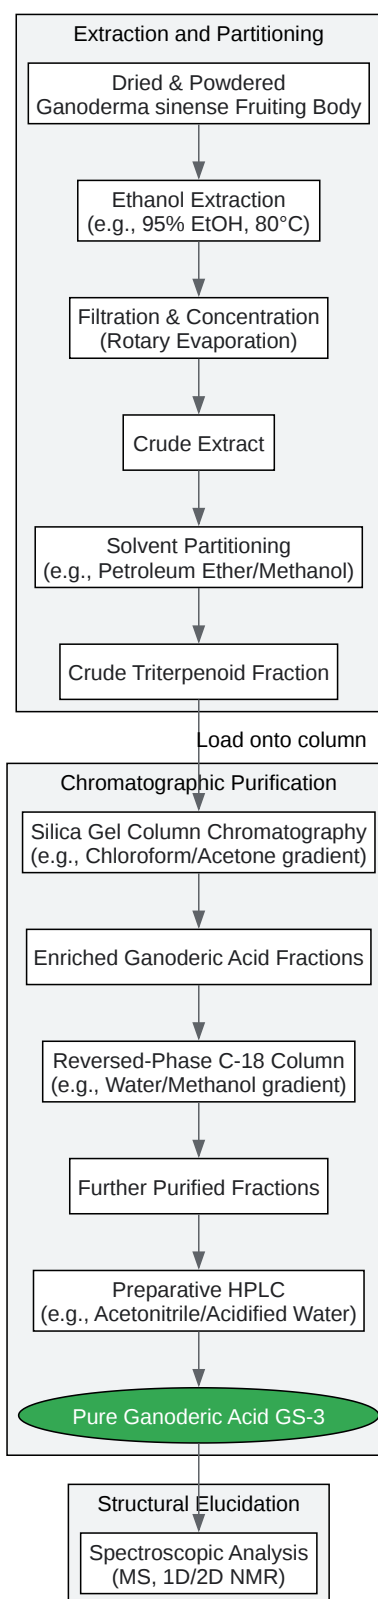 Extraction and Partitioning
Dried & Powdered
Ganoderma sinense Fruiting Body
Ethanol Extraction
(e.g., 95% EtOH, 80°C)
Filtration & Concentration
(Rotary Evaporation)
Crude Extract
Solvent Partitioning
(e.g., Petroleum Ether/Methanol)
Crude Triterpenoid Fraction
Load onto column
Chromatographic Purification
Silica Gel Column Chromatography
(e.g., Chloroform/Acetone gradient)
Enriched Ganoderic Acid Fractions
Reversed-Phase C-18 Column
(e.g., Water/Methanol gradient)
Further Purified Fractions
Preparative HPLC
(e.g., Acetonitrile/Acidified Water)
Pure Ganoderic Acid GS-3
Structural Elucidation
Spectroscopic Analysis
(MS, 1D/2D NMR)